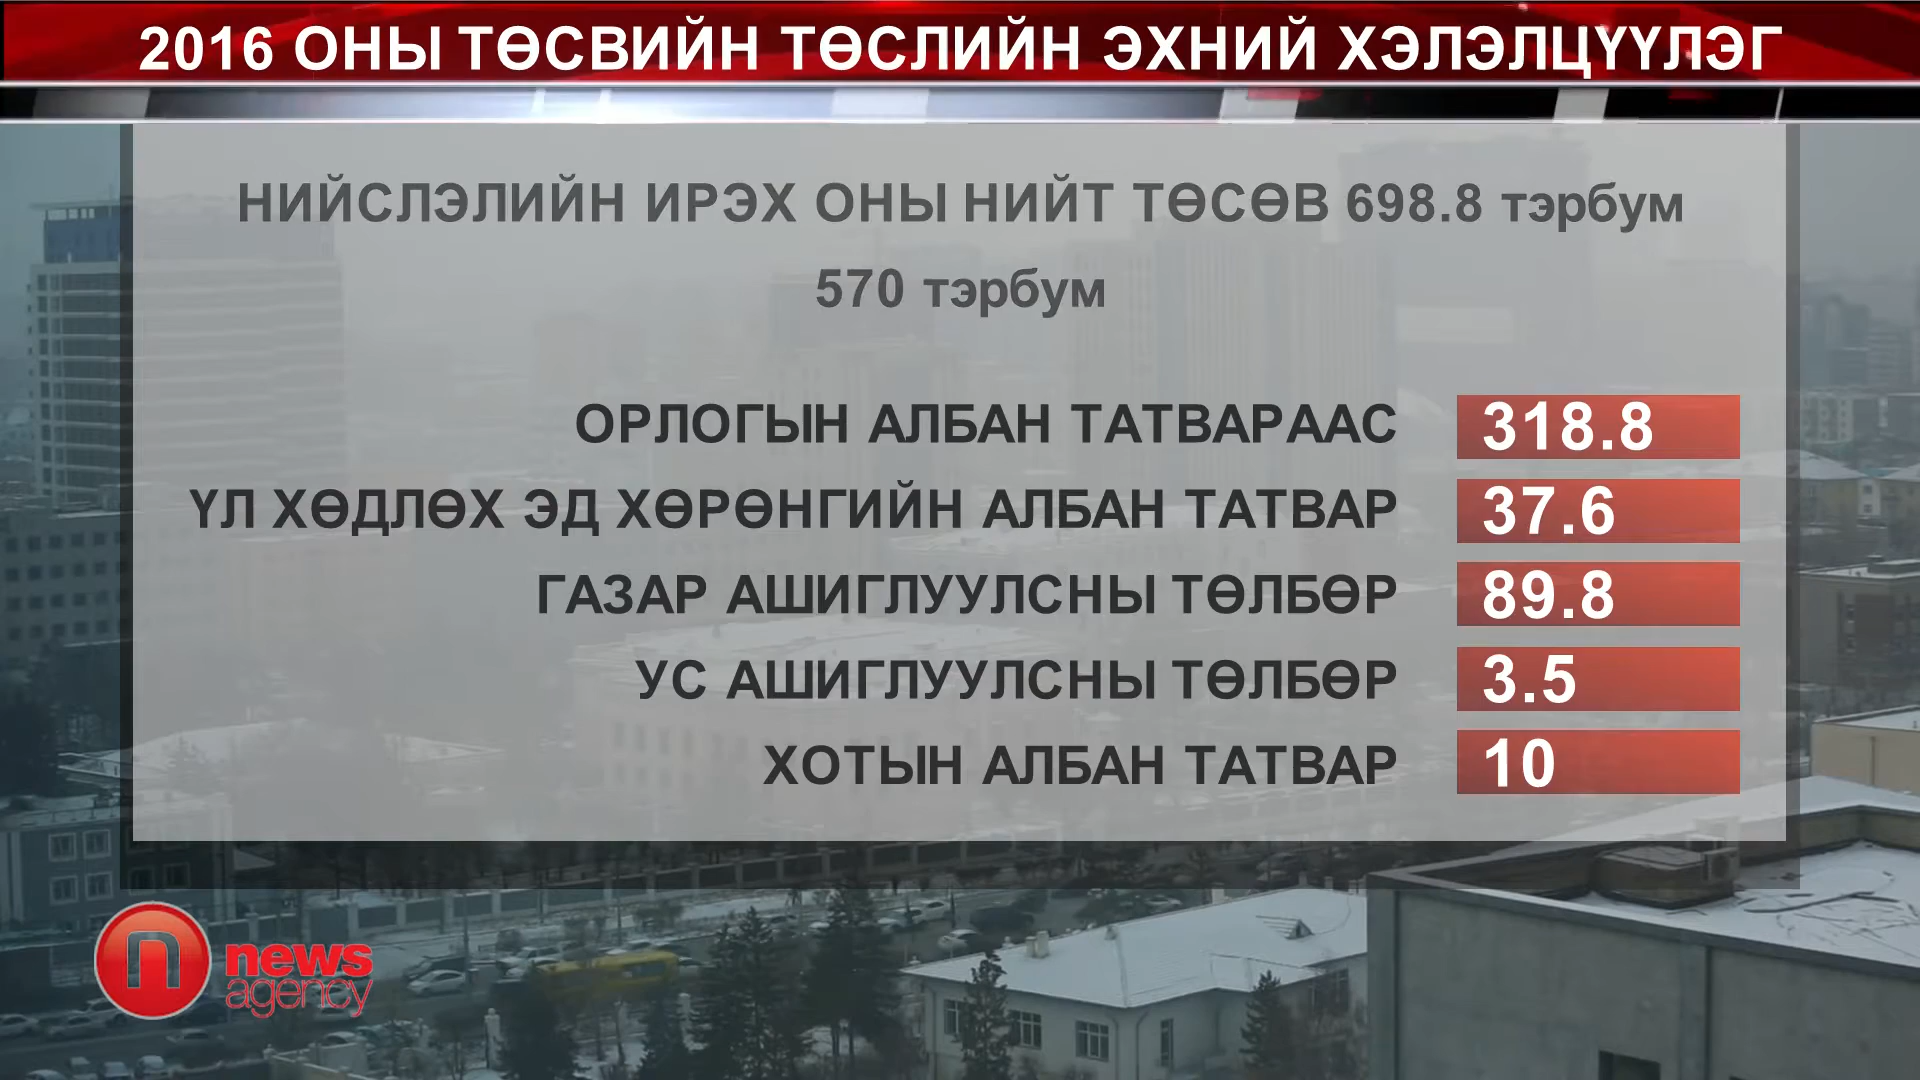 2016 ОНЫ ТӨСВИЙН ТӨСЛИЙН ЭХНИЙ ХЭЛЭЛЦҮҮЛЭГ
НИЙСЛЭЛИЙН ИРЭХ ОНЫ НИЙТ ТӨСӨВ 698.8 тэрбум
570 тэрбум
ОРЛОГЫН АЛБАН ТАТВАРААС 318.8
ҮЛ ХӨДЛӨХ ЭД ХӨРӨНГИЙН АЛБАН ТАТВАР 37.6
ГАЗАР АШИГЛУУЛСНЫ ТӨЛБӨР 89.8
УС АШИГЛУУЛСНЫ ТӨЛБӨР 3.5
ХОТЫН АЛБАН ТАТВАР 10
n news
agency